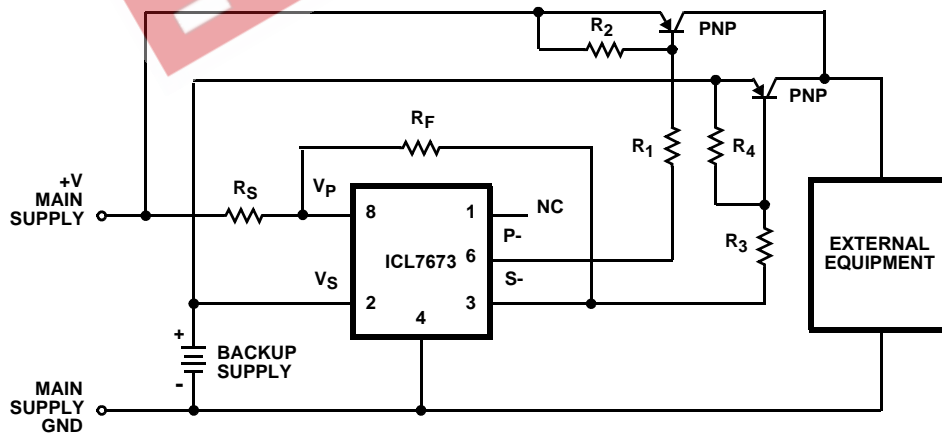 R2
PNP
PNP
RF
R1
R4
+V
MAIN
SUPPLY
RS
VP
8
1
NC
P-
ICL7673
6
R3
EXTERNAL
EQUIPMENT
VS
S-
2
3
4
+
BACKUP
SUPPLY
-
MAIN
SUPPLY
GND